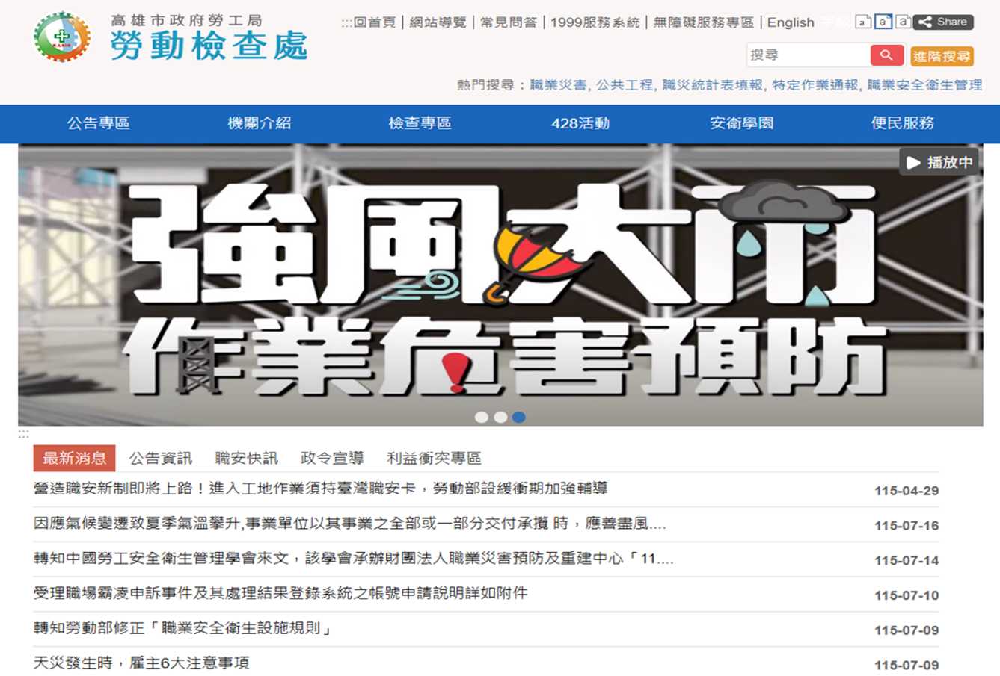 高雄市政府勞工局
勞動檢查處
:::回首頁 | 網站導覽 | 常見問答 | 1999服務系統 | 無障礙服務專區 | English 字級 a a a Share
搜尋 進階搜尋
熱門搜尋：職業災害, 公共工程, 職災統計表填報, 特定作業通報, 職業安全衛生管理
公告專區 機關介紹 檢查專區 428活動 安衛學園 便民服務
播放中
強風大雨
作業危害預防
:::
最新消息 公告資訊 職安快訊 政令宣導 利益衝突專區
營造職安新制即將上路！進入工地作業須持臺灣職安卡，勞動部設緩衝期加強輔導 115-04-29
因應氣候變遷致夏季氣溫攀升,事業單位以其事業之全部或一部分交付承攬 時，應善盡風.... 115-07-16
轉知中國勞工安全衛生管理學會來文，該學會承辦財團法人職業災害預防及重建中心「11.... 115-07-14
受理職場霸凌申訴事件及其處理結果登錄系統之帳號申請說明詳如附件 115-07-10
轉知勞動部修正「職業安全衛生設施規則」 115-07-09
天災發生時，雇主6大注意事項 115-07-09